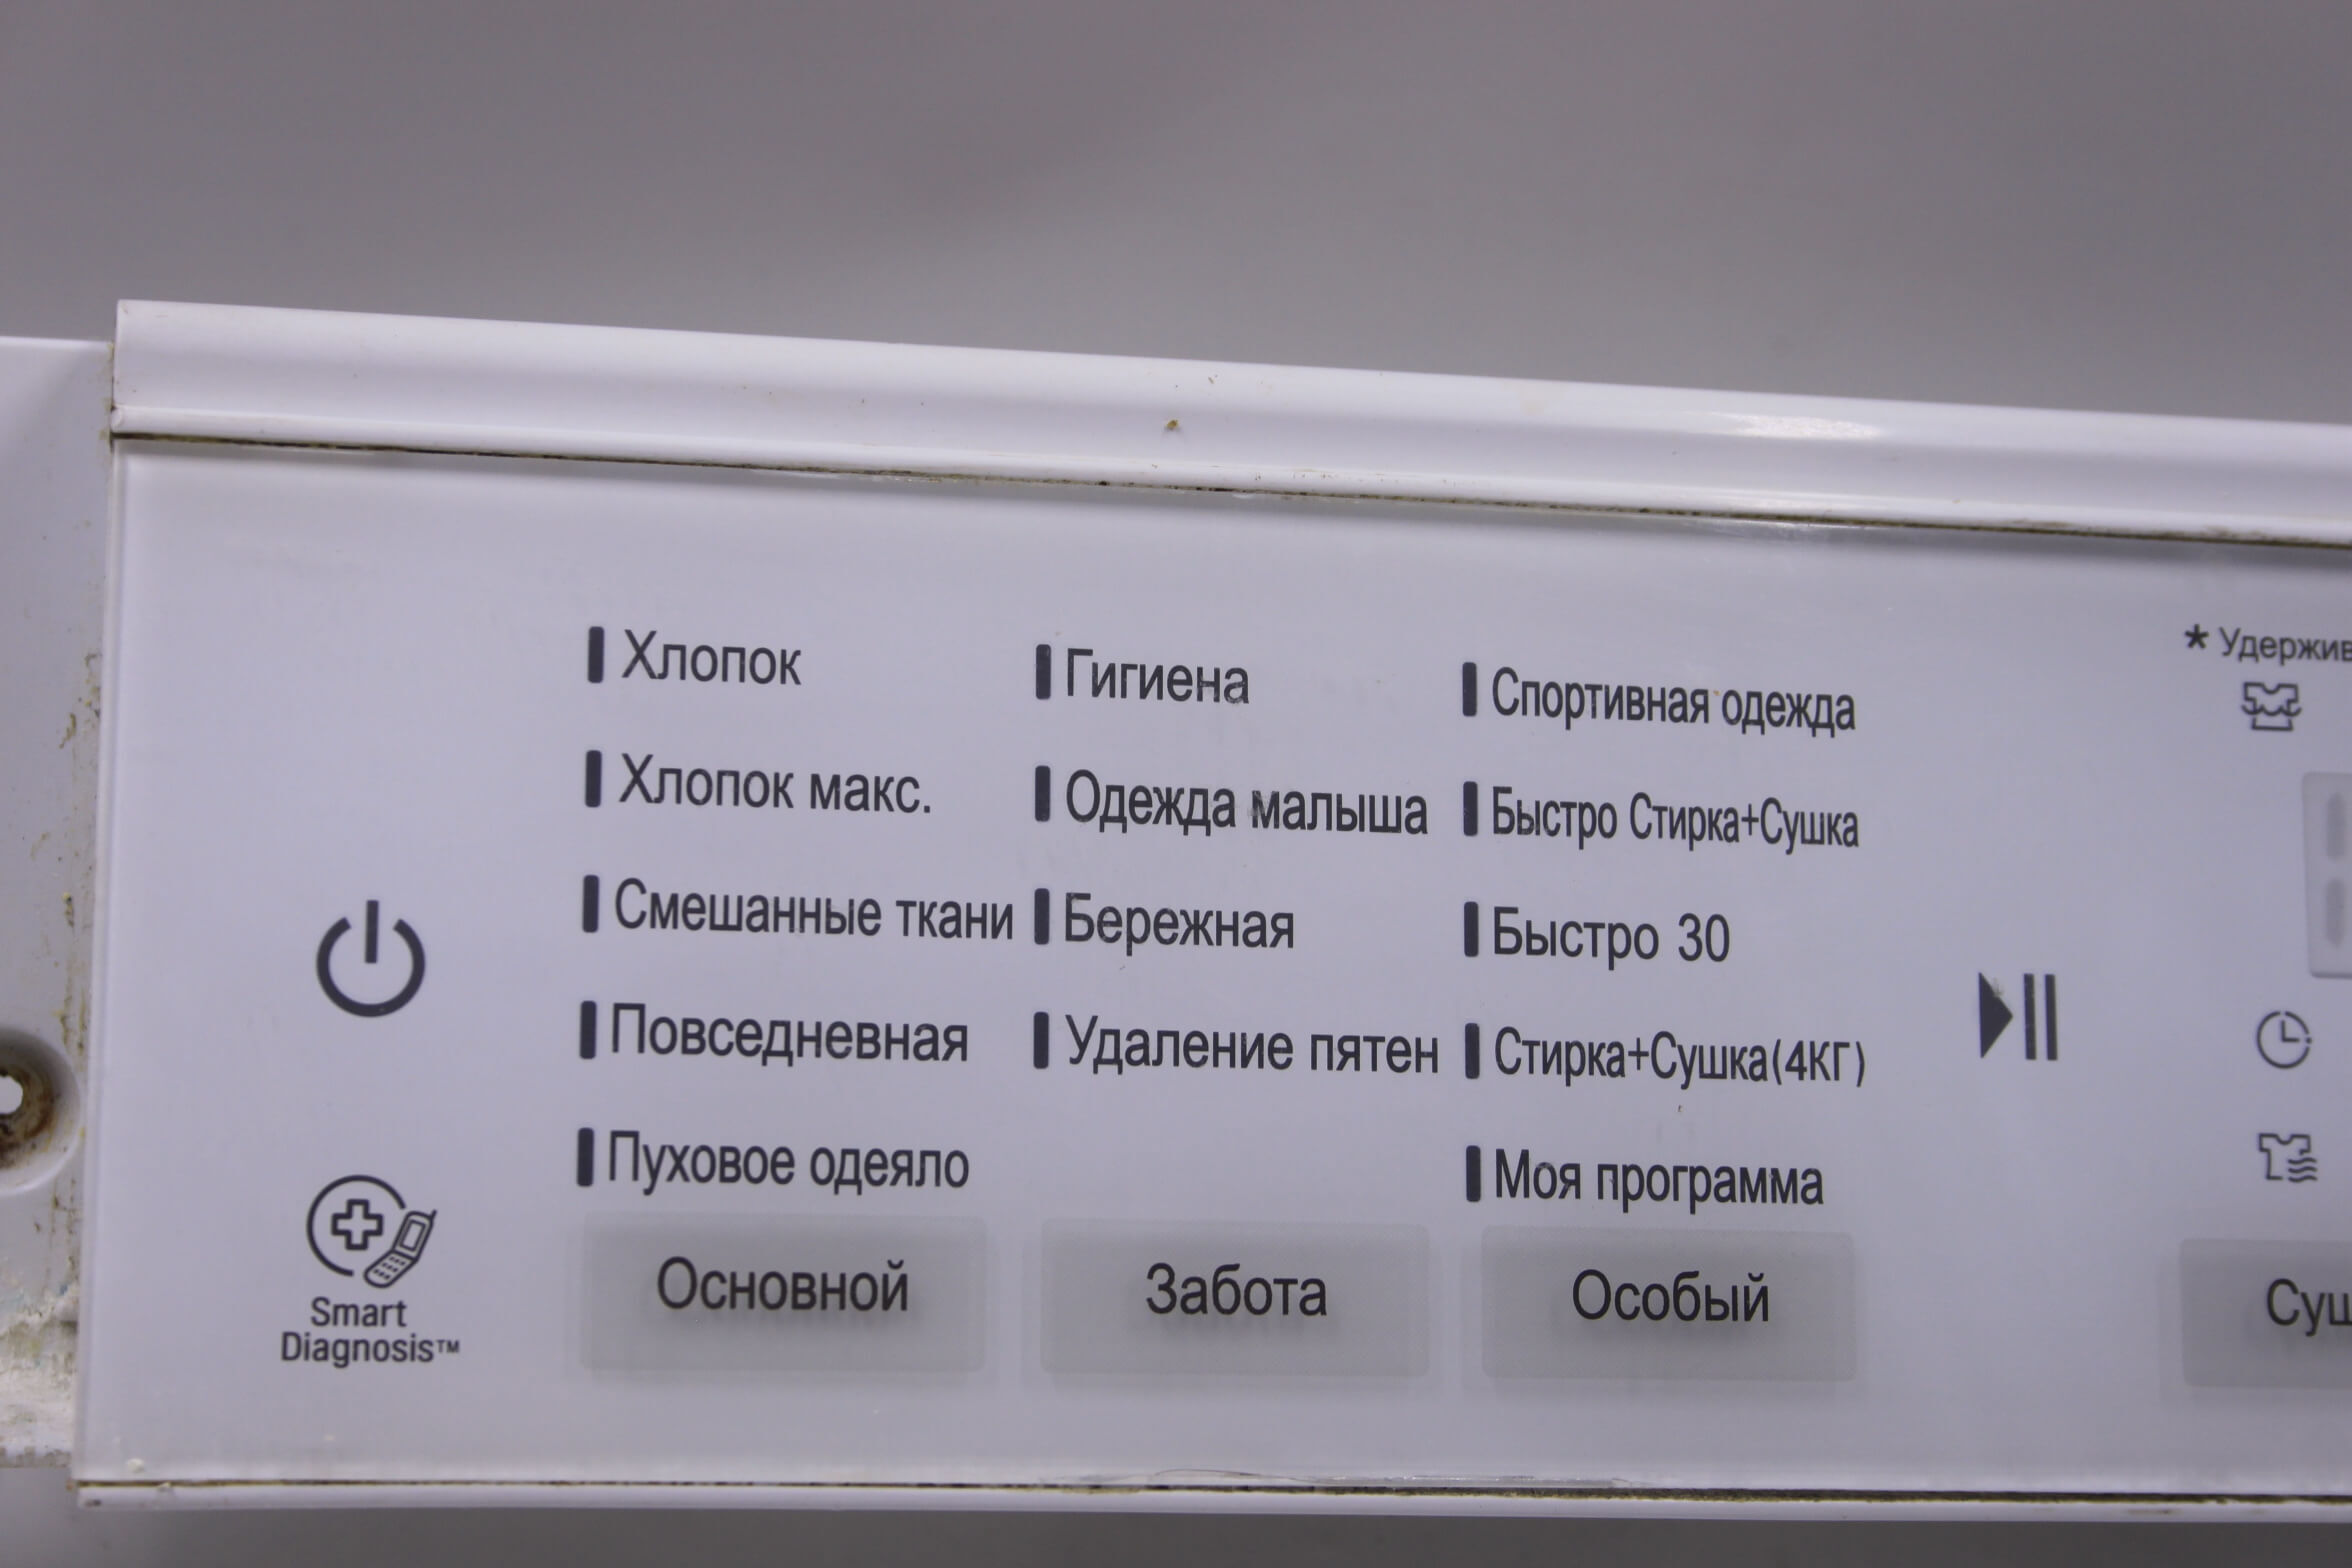 Хлопок
Хлопок макс.
Смешанные ткани
Повседневная
Пуховое одеяло
Основной
Гигиена
Одежда малыша
Бережная
Удаление пятен
Забота
Спортивная одежда
Быстро Стирка+Сушка
Быстро 30
Стирка+Сушка(4КГ)
Моя программа
Особый
Smart
Diagnosis™
*